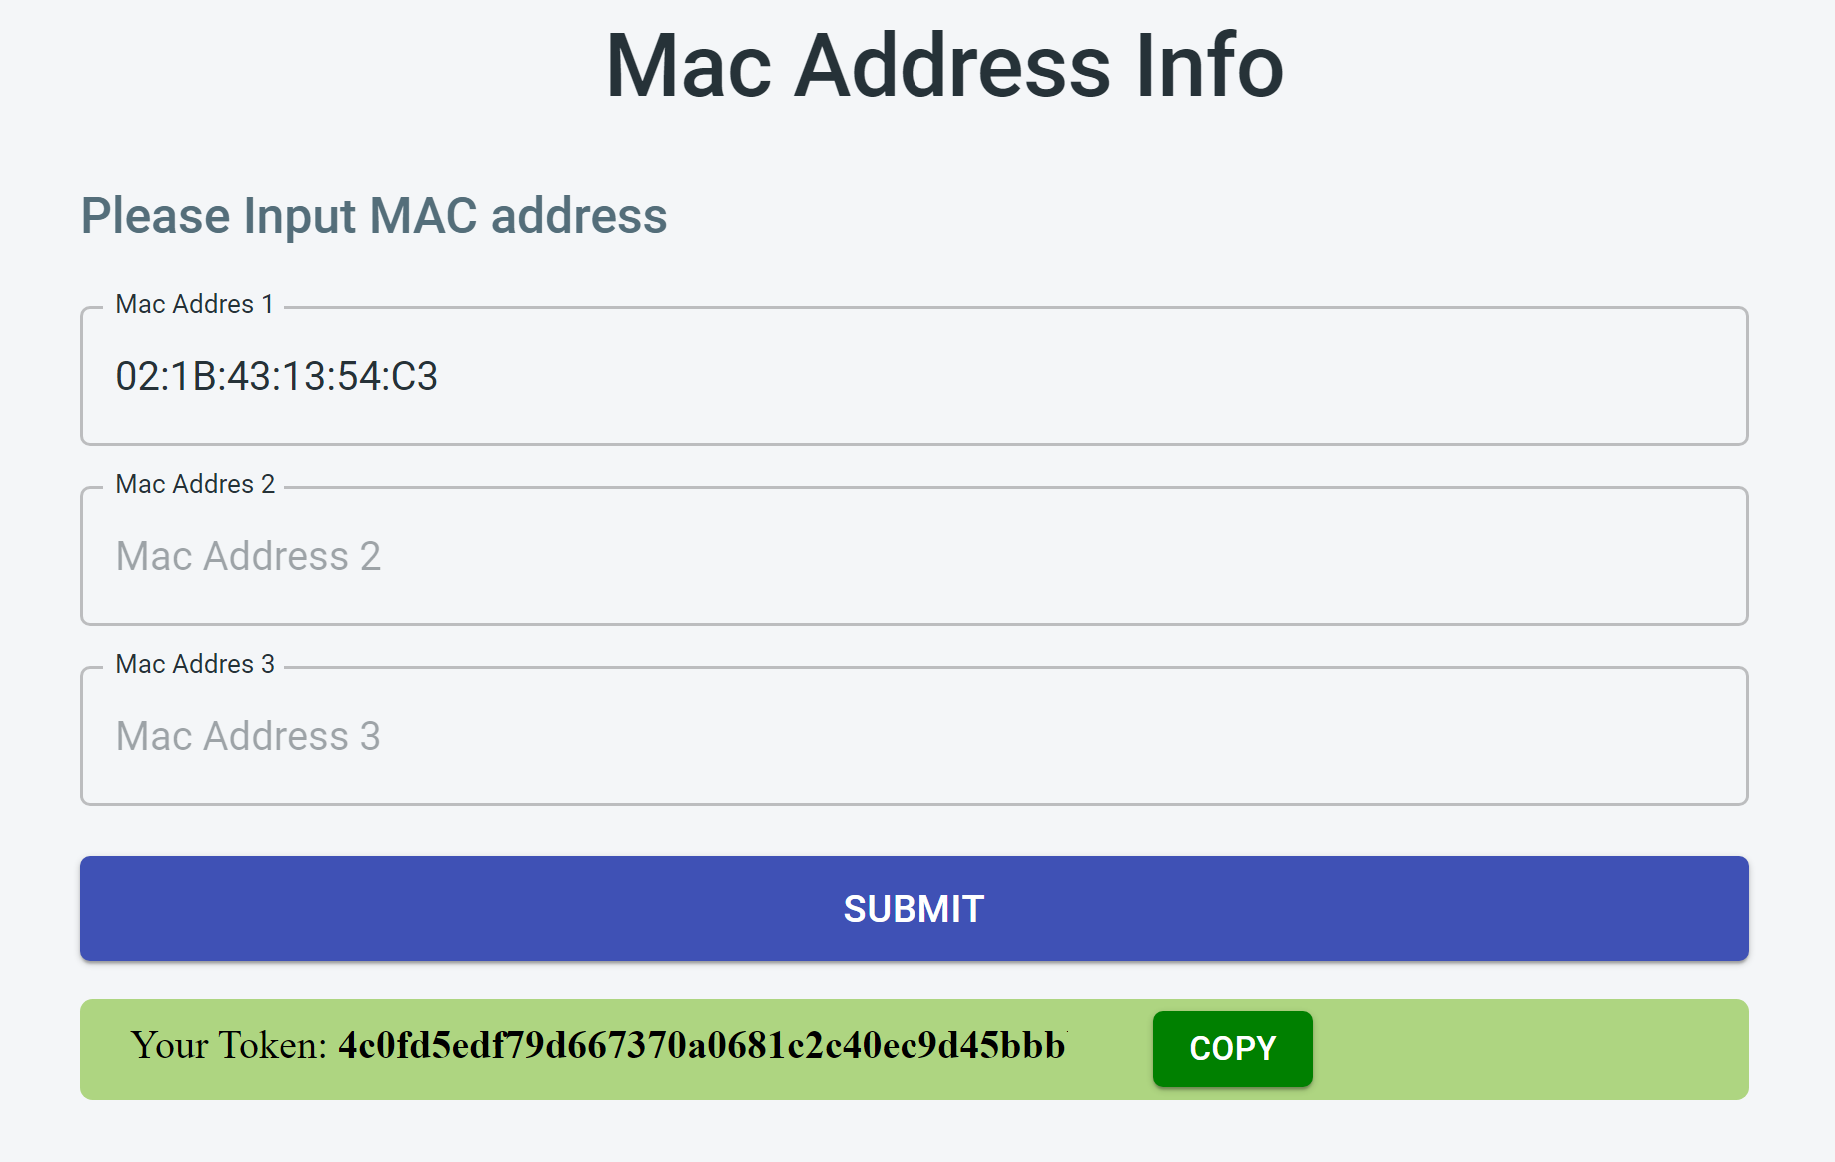 Mac Address Info
Please Input MAC address
Mac Addres 1
02:1B:43:13:54:C3
Mac Addres 2
Mac Address 2
Mac Addres 3
Mac Address 3
SUBMIT
Your Token: 4c0fd5edf79d667370a0681c2c40ec9d45bbb
COPY